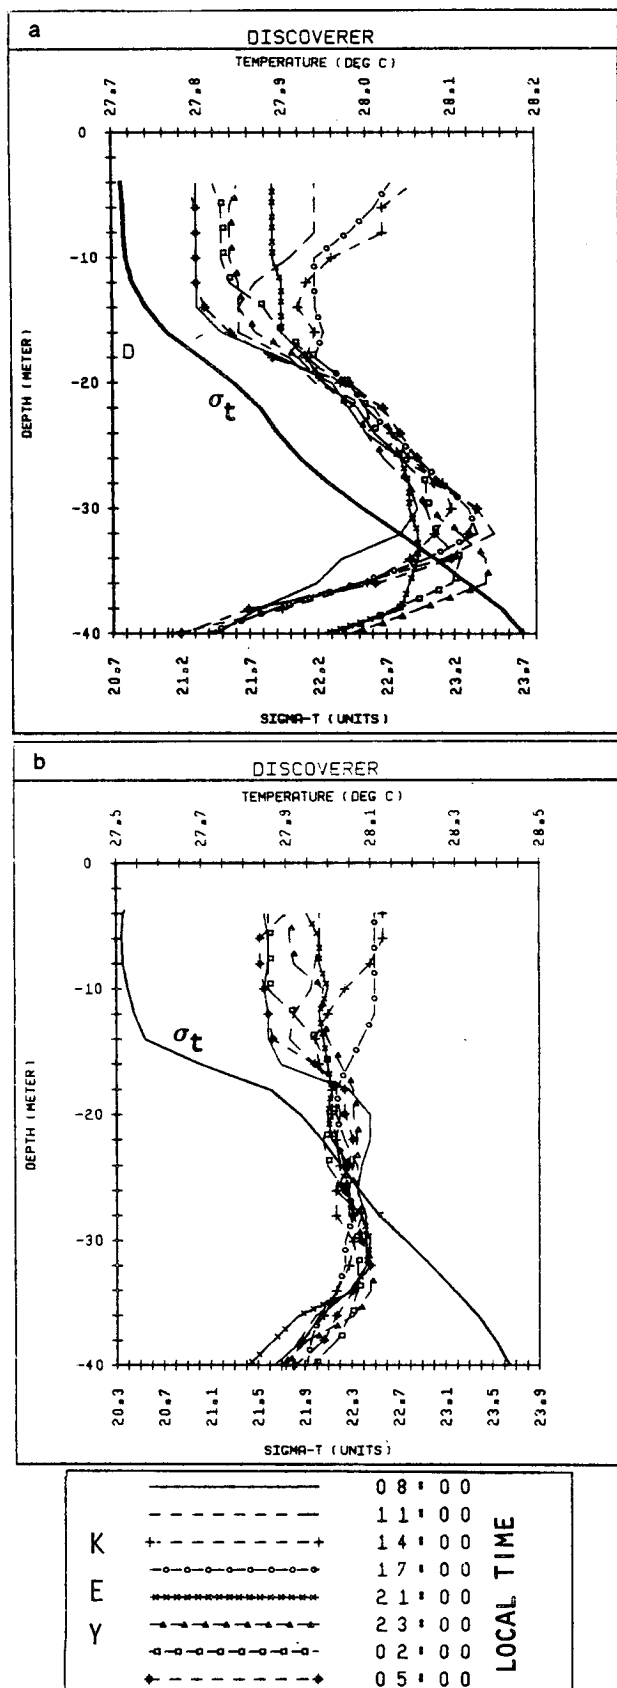 a
DISCOVERER
TEMPERATURE (DEG C)
27.7 27.8 27.9 28.0 28.1 28.2
0
-10
-20
-30
-40
DEPTH (METER)
D
σt
20.7 21.2 21.7 22.2 22.7 23.2 23.7
SIGMA-T (UNITS)
b
DISCOVERER
TEMPERATURE (DEG C)
27.5 27.7 27.9 28.1 28.3 28.5
0
-10
-20
-30
-40
DEPTH (METER)
σt
20.3 20.7 21.1 21.5 21.9 22.3 22.7 23.1 23.5 23.9
SIGMA-T (UNITS)
KEY
08:00
11:00
14:00
17:00
21:00
23:00
02:00
05:00
LOCAL TIME